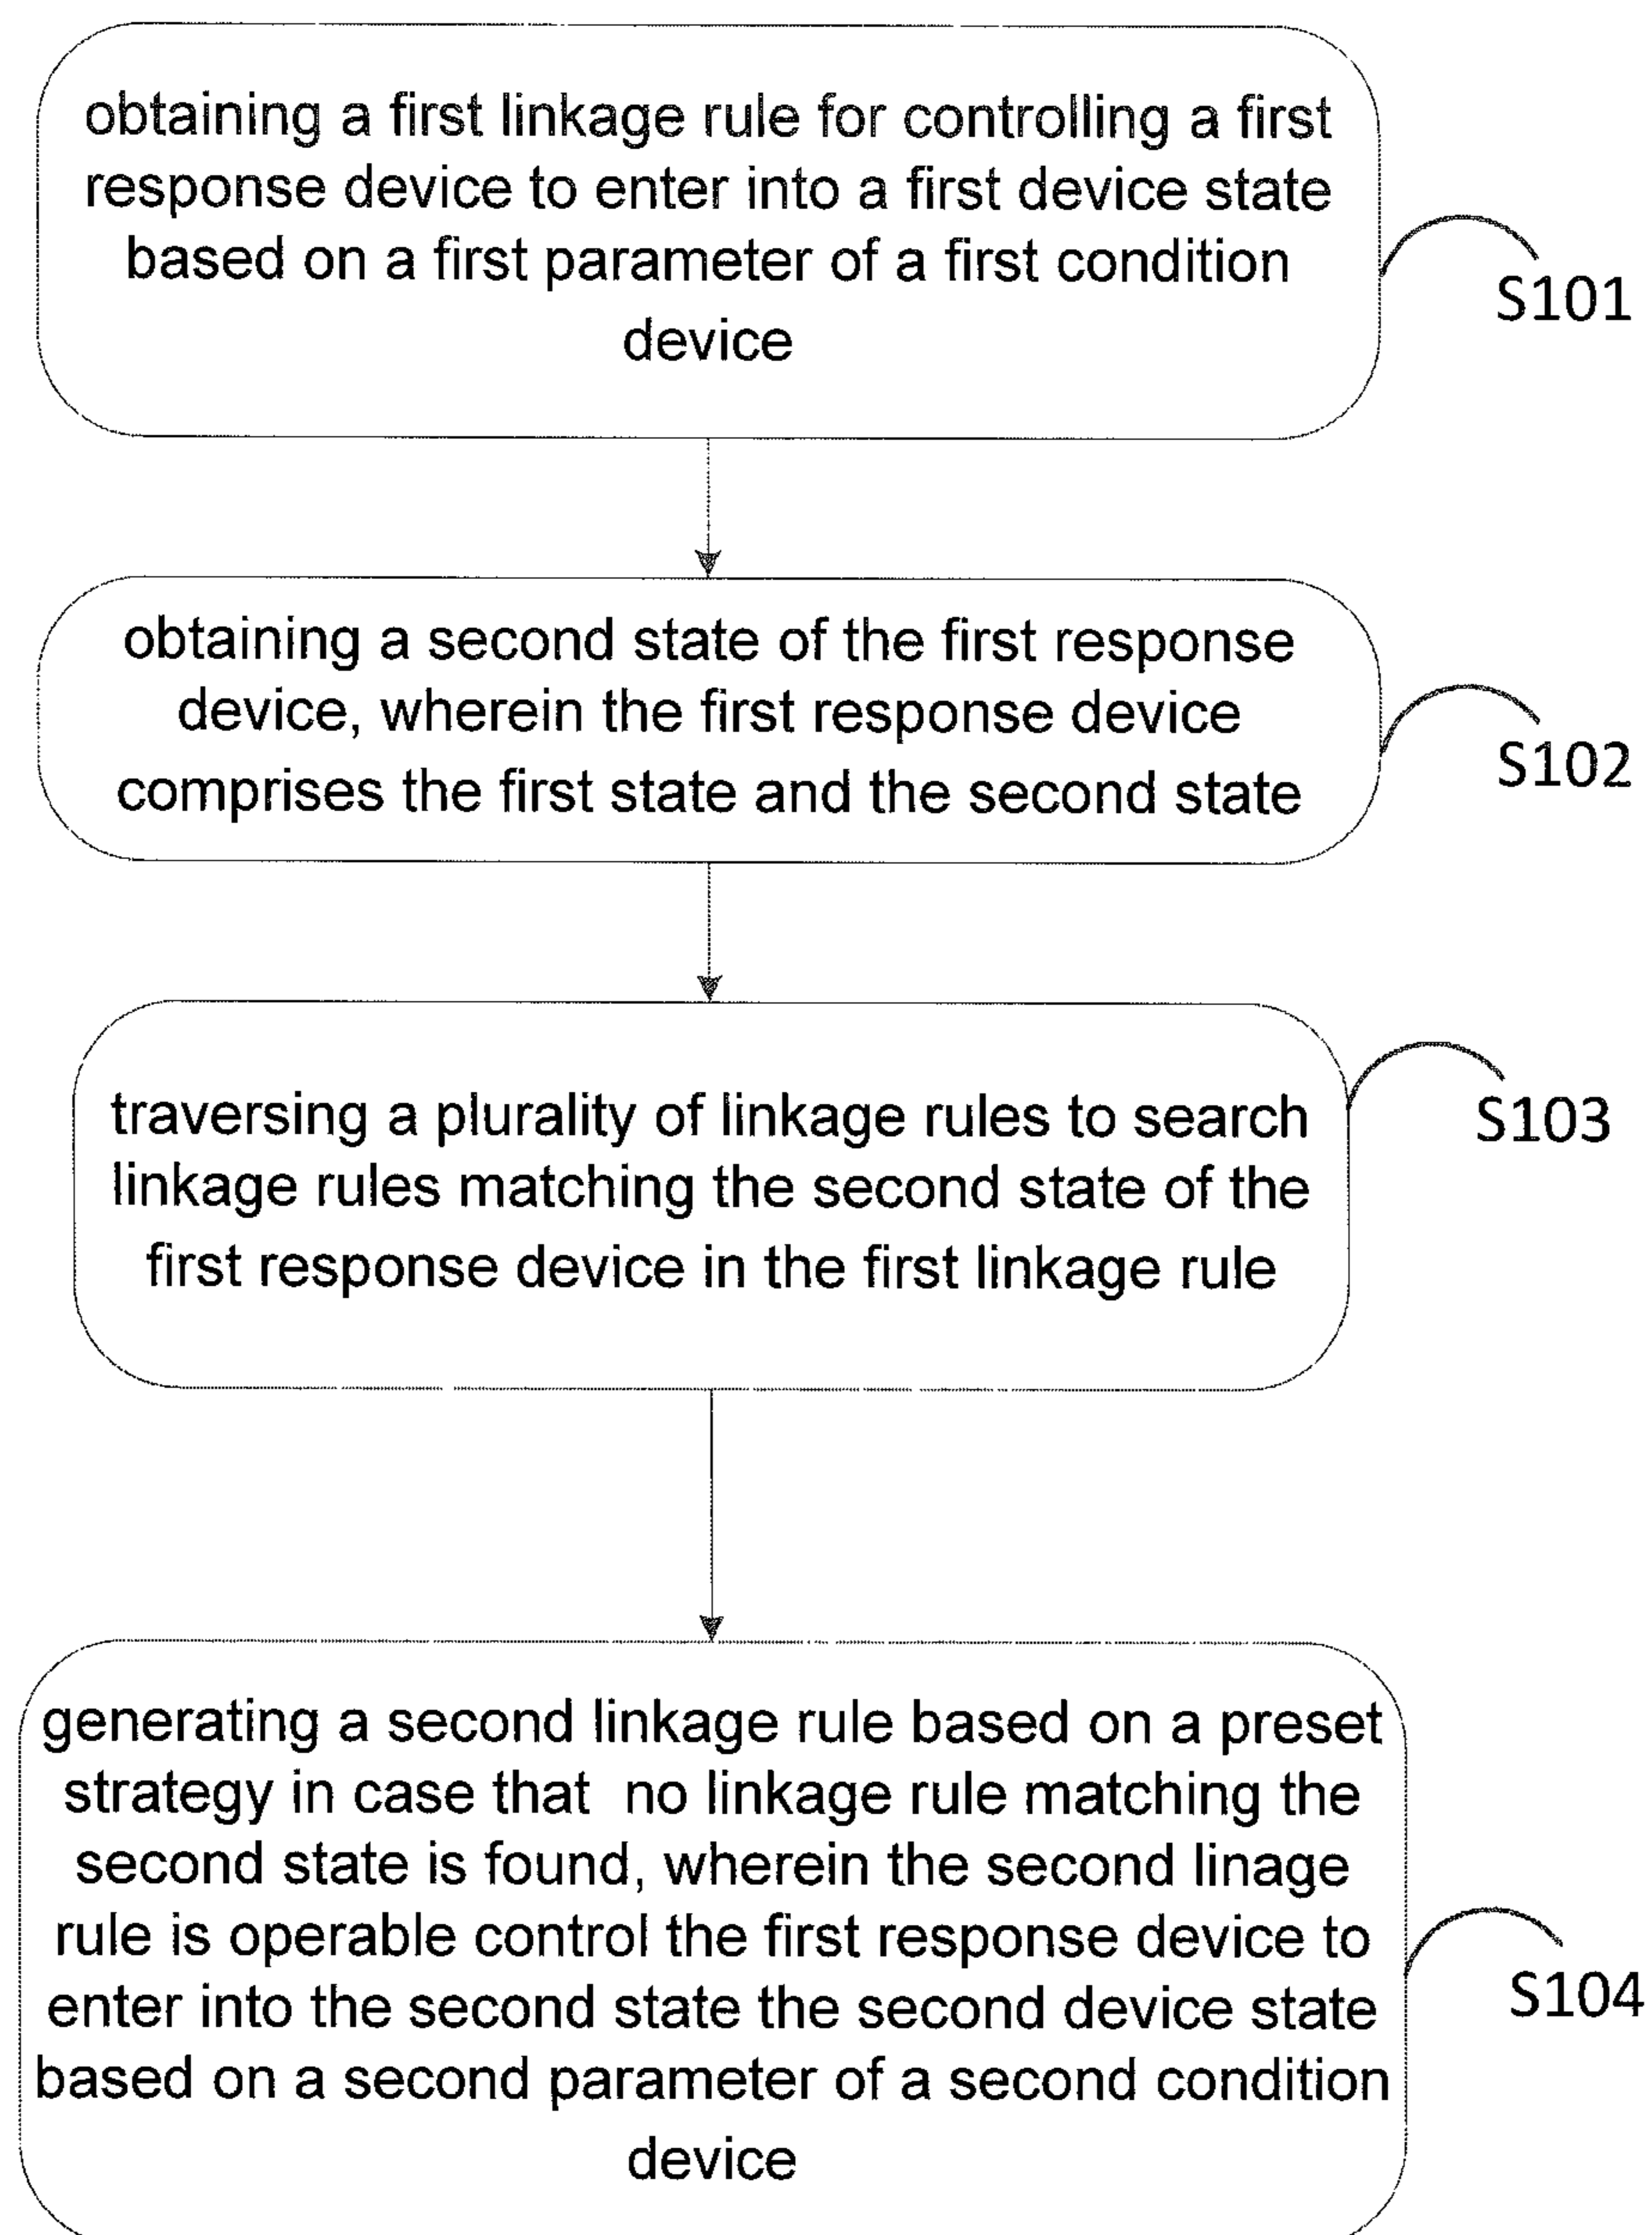 obtaining a first linkage rule for controlling a first
response device to enter into a first device state
based on a first parameter of a first condition
device
S101
obtaining a second state of the first response
device, wherein the first response device
comprises the first state and the second state
S102
traversing a plurality of linkage rules to search
linkage rules matching the second state of the
first response device in the first linkage rule
S103
generating a second linkage rule based on a preset
strategy in case that no linkage rule matching the
second state is found, wherein the second linage
rule is operable control the first response device to
enter into the second state the second device state
based on a second parameter of a second condition
device
S104